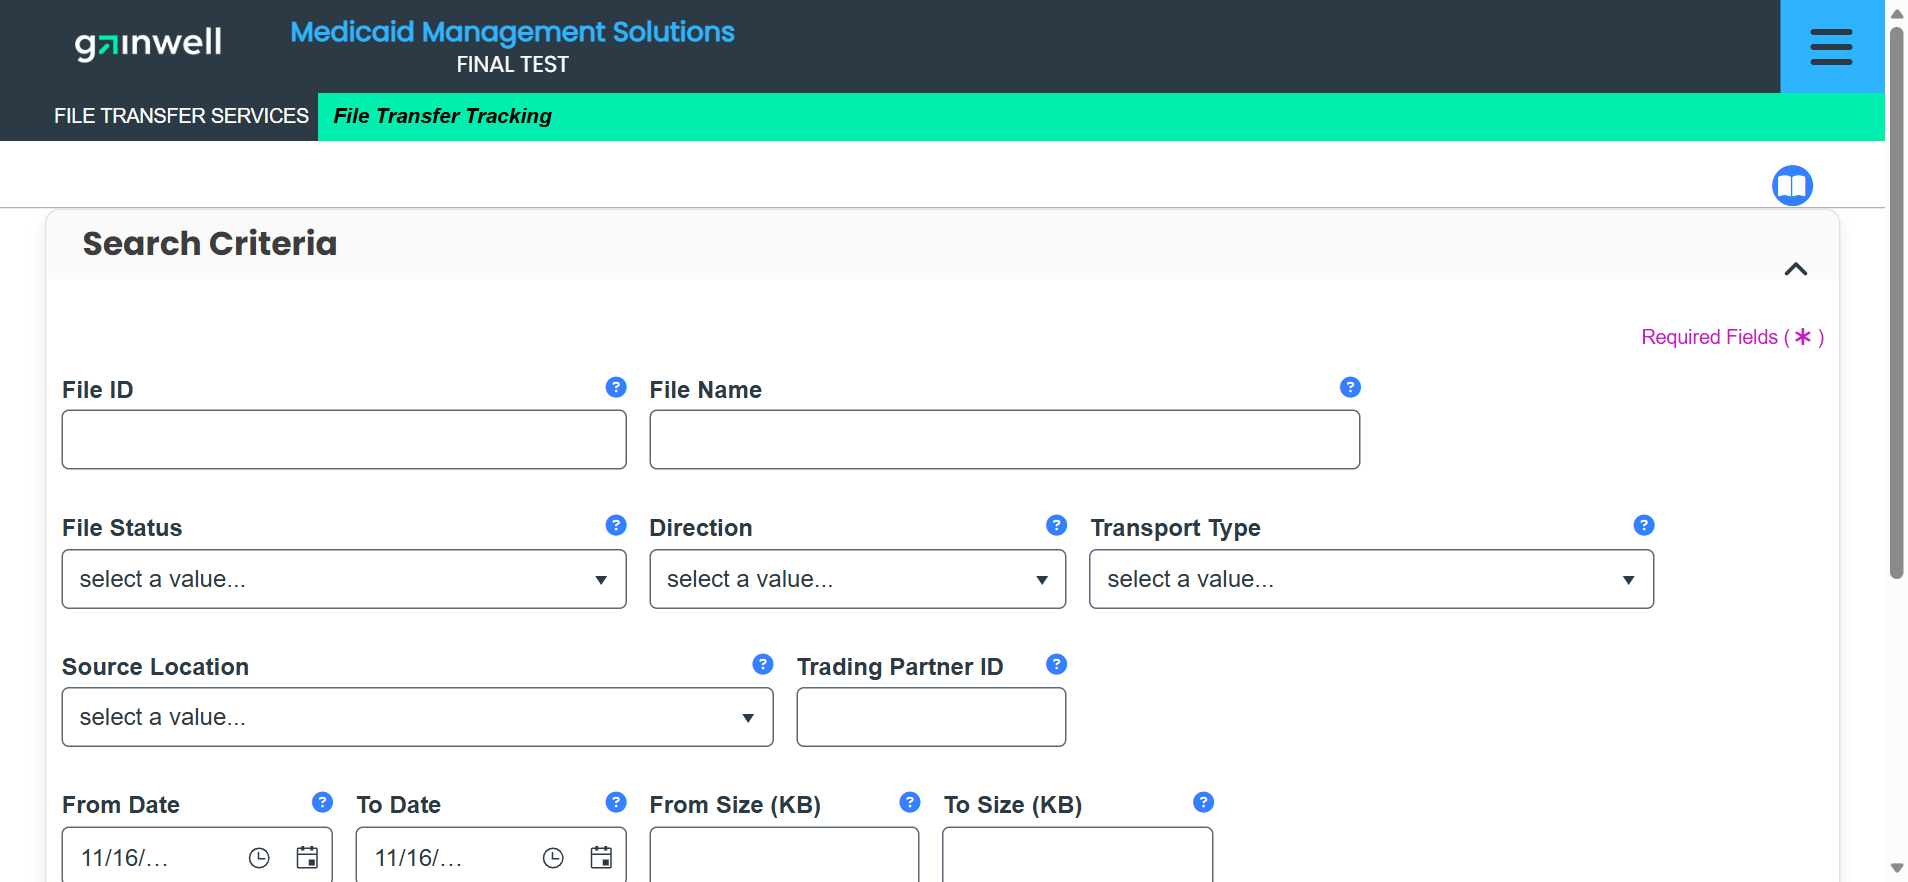 gainwell
Medicaid Management Solutions
FINAL TEST
FILE TRANSFER SERVICES
File Transfer Tracking
Search Criteria
Required Fields ( * )
File ID
File Name
File Status
Direction
Transport Type
select a value...
select a value...
select a value...
Source Location
Trading Partner ID
select a value...
From Date
To Date
From Size (KB)
To Size (KB)
11/16/...
11/16/...